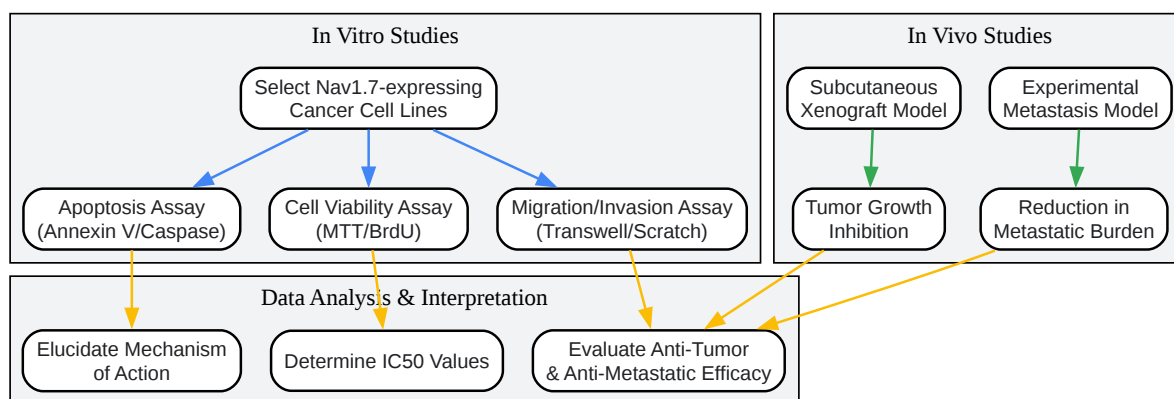 In Vitro Studies
Select Nav1.7-expressing
Cancer Cell Lines
Apoptosis Assay
(Annexin V/Caspase)
Cell Viability Assay
(MTT/BrdU)
Migration/Invasion Assay
(Transwell/Scratch)
In Vivo Studies
Subcutaneous
Xenograft Model
Experimental
Metastasis Model
Tumor Growth
Inhibition
Reduction in
Metastatic Burden
Data Analysis & Interpretation
Elucidate Mechanism
of Action
Determine IC50 Values
Evaluate Anti-Tumor
& Anti-Metastatic Efficacy